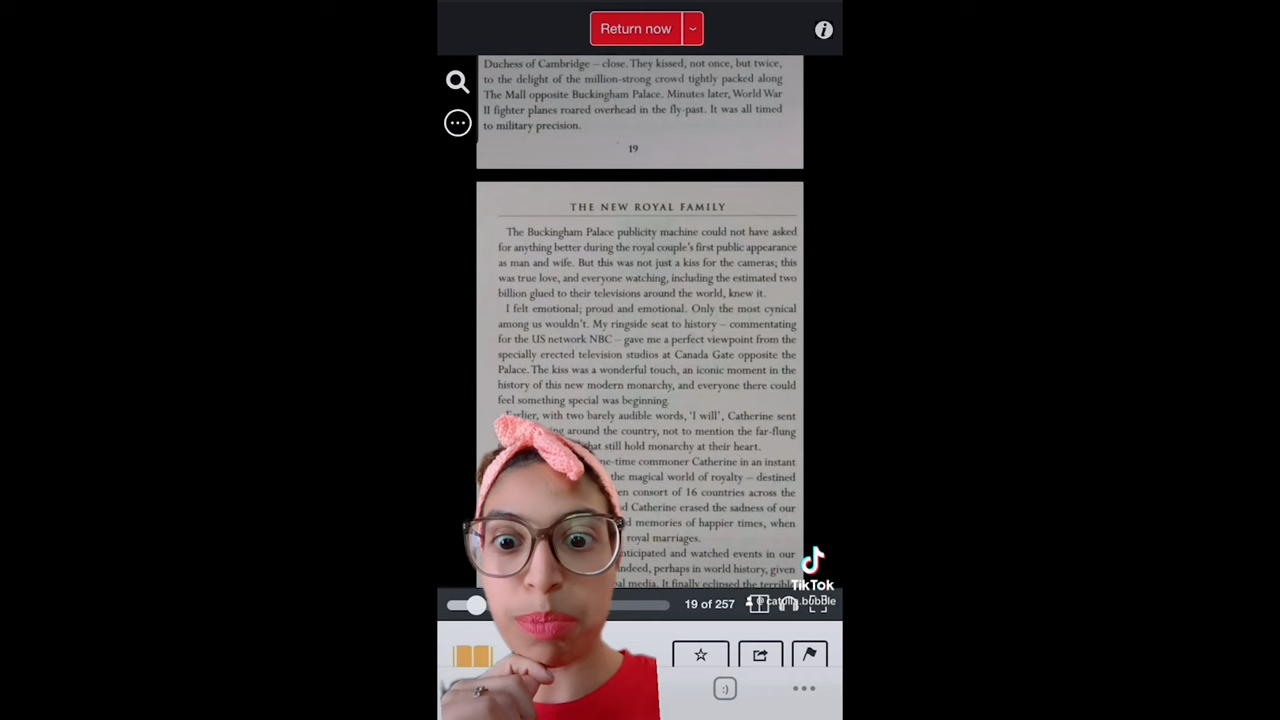 Return now
Duchess of Cambridge – close. They kissed, not once, but twice,
to the delight of the million-strong crowd tightly packed along
The Mall opposite Buckingham Palace. Minutes later, World War
II fighter planes roared overhead in the fly-past. It was all timed
to military precision.
19
THE NEW ROYAL FAMILY
The Buckingham Palace publicity machine could not have asked
for anything better during the royal couple's first public appearance
as man and wife. But this was not just a kiss for the cameras; this
was true love, and everyone watching, including the estimated two
billion glued to their televisions around the world, knew it.
I felt emotional; proud and emotional. Only the most cynical
among us wouldn't. My ringside seat to history – commentating
for the US network NBC – gave me a perfect viewpoint from the
specially erected television studios at Canada Gate opposite the
Palace. The kiss was a wonderful touch, an iconic moment in the
history of this new modern monarchy, and everyone there could
feel something special was beginning.
Earlier, with two barely audible words, 'I will', Catherine sent
around the country, not to mention the far-flung
that still hold monarchy at their heart.
ne-time commoner Catherine in an instant
the magical world of royalty – destined
en consort of 16 countries across the
d Catherine erased the sadness of our
d memories of happier times, when
royal marriages.
nticipated and watched events in our
indeed, perhaps in world history, given
al media. It finally eclipsed the terrible
TikTok
19 of 257